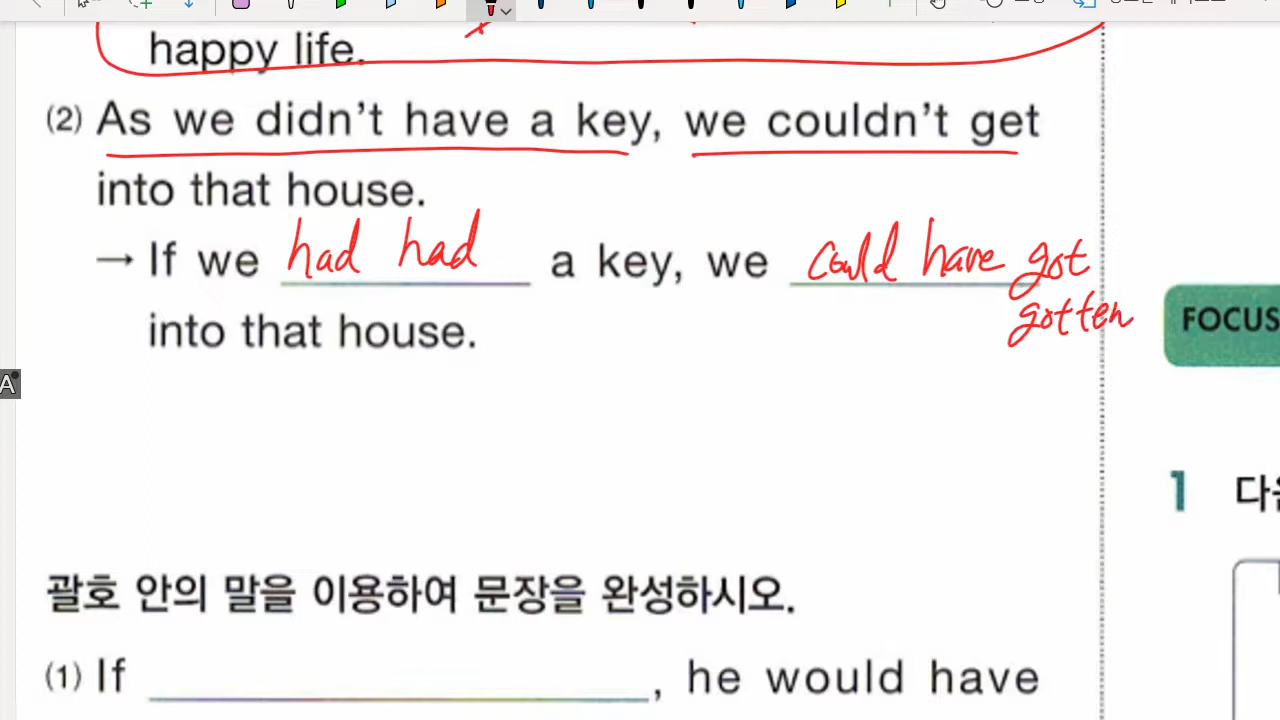 happy life.
(2) As we didn't have a key, we couldn't get
into that house.
→ If we had had a key, we could have got
gotten
into that house.
FOCUS
A
1 다음
괄호 안의 말을 이용하여 문장을 완성하시오.
(1) If ____, he would have